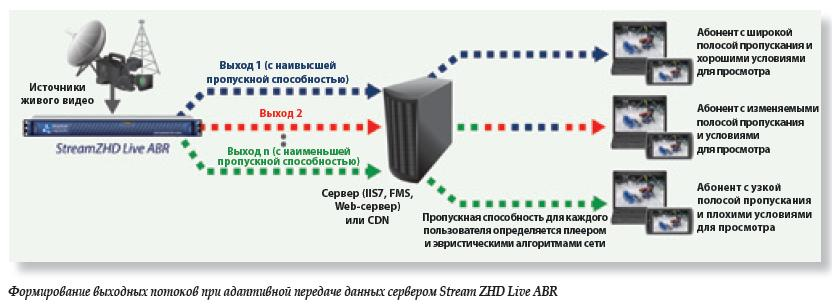 Источники
живого видео
StreamZHD Live ABR
Выход 1 (с наивысшей
пропускной способностью)
Выход 2
Выход n (с наименьшей
пропускной способностью)
Сервер (IIS7, FMS,
Web-сервер)
или CDN
Пропускная способность для каждого
пользователя определяется плеером
и эвристическими алгоритмами сети
Абонент с широкой
полосой пропускания и
хорошими условиями
для просмотра
Абонент с изменяемыми
полосой пропускания
и условиями
для просмотра
Абонент с узкой
полосой пропускания
и плохими условиями
для просмотра
Формирование выходных потоков при адаптивной передаче данных сервером Stream ZHD Live ABR